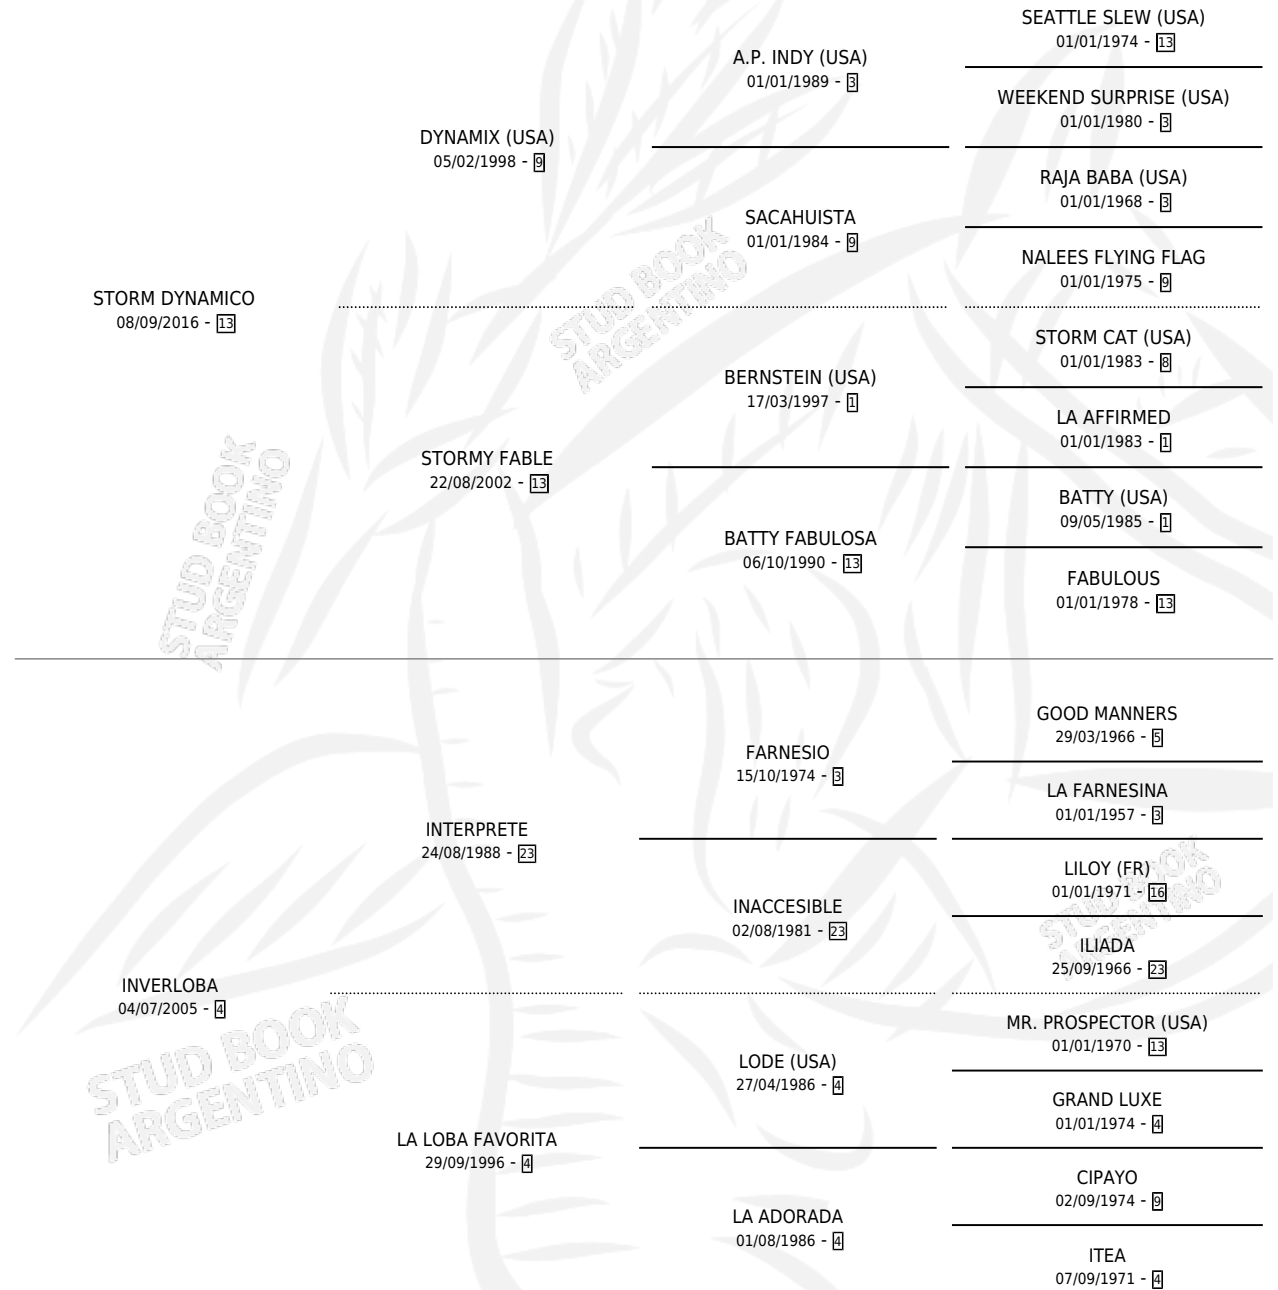 SEATTLE SLEW (USA)
01/01/1974 - 13
A.P. INDY (USA)
01/01/1989 - 3
WEEKEND SURPRISE (USA)
01/01/1980 - 3
DYNAMIX (USA)
05/02/1998 - 9
RAJA BABA (USA)
01/01/1968 - 3
SACAHUISTA
01/01/1984 - 9
NALEES FLYING FLAG
01/01/1975 - 9
STORM DYNAMICO
08/09/2016 - 13
STORM CAT (USA)
01/01/1983 - 8
BERNSTEIN (USA)
17/03/1997 - 1
LA AFFIRMED
01/01/1983 - 1
STORMY FABLE
22/08/2002 - 13
BATTY (USA)
09/05/1985 - 1
BATTY FABULOSA
06/10/1990 - 13
FABULOUS
01/01/1978 - 13
STUD BOOK
ARGENTINO
STUD BOOK
ARGENTINO
GOOD MANNERS
29/03/1966 - 5
FARNESIO
15/10/1974 - 3
LA FARNESINA
01/01/1957 - 3
INTERPRETE
24/08/1988 - 23
LILOY (FR)
01/01/1971 - 16
INACCESIBLE
02/08/1981 - 23
ILIADA
25/09/1966 - 23
STUD BOOK
ARGENTINO
INVERLOBA
04/07/2005 - 4
MR. PROSPECTOR (USA)
01/01/1970 - 13
LODE (USA)
27/04/1986 - 4
GRAND LUXE
01/01/1974 - 4
LA LOBA FAVORITA
29/09/1996 - 4
CIPAYO
02/09/1974 - 9
LA ADORADA
01/08/1986 - 4
ITEA
07/09/1971 - 4
STUD BOOK
ARGENTINO